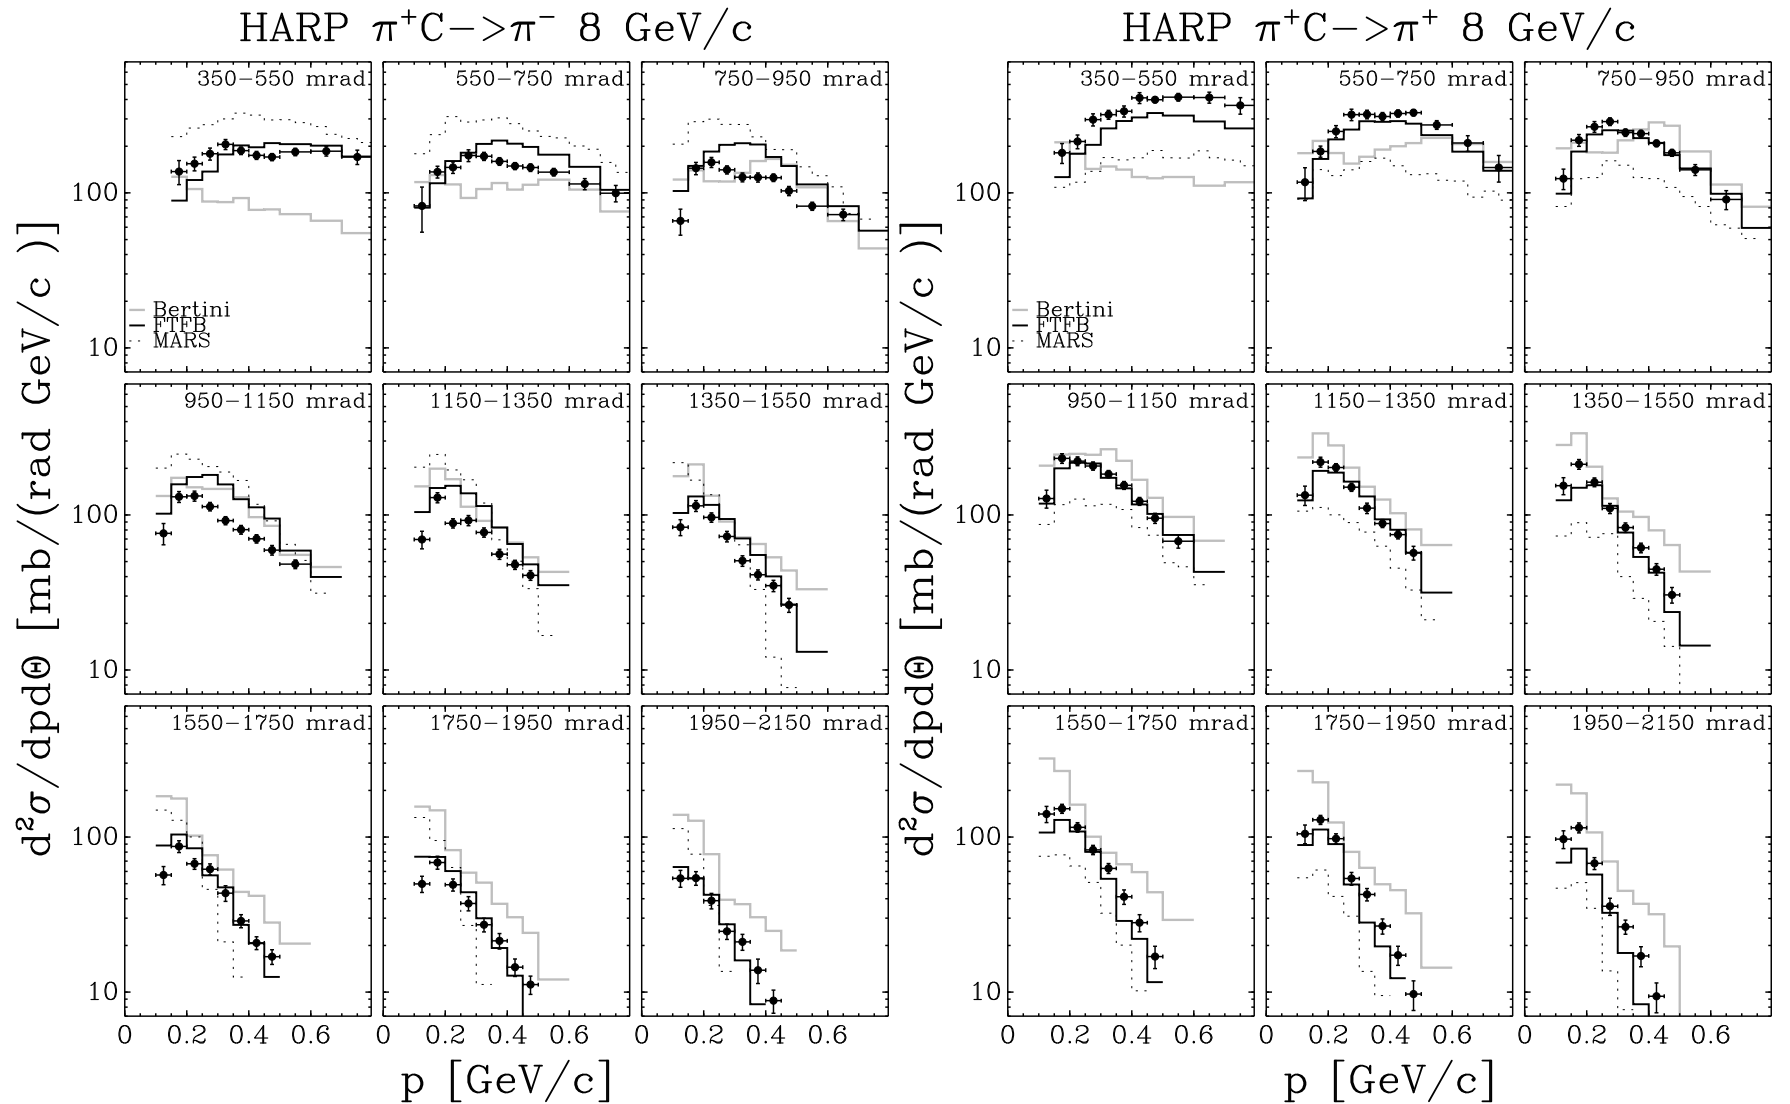 HARP π⁺C−>π⁻ 8 GeV/c
350−550 mrad
550−750 mrad
750−950 mrad
100
10
Bertini
FTFB
MARS
950−1150 mrad
1150−1350 mrad
1350−1550 mrad
100
10
1550−1750 mrad
1750−1950 mrad
1950−2150 mrad
100
10
0 0.2 0.4 0.6 0 0.2 0.4 0.6 0 0.2 0.4 0.6
d²σ/dpdΘ [mb/(rad GeV/c )]
p [GeV/c]
HARP π⁺C−>π⁺ 8 GeV/c
350−550 mrad
550−750 mrad
750−950 mrad
100
10
Bertini
FTFB
MARS
950−1150 mrad
1150−1350 mrad
1350−1550 mrad
100
10
1550−1750 mrad
1750−1950 mrad
1950−2150 mrad
100
10
0 0.2 0.4 0.6 0 0.2 0.4 0.6 0 0.2 0.4 0.6
d²σ/dpdΘ [mb/(rad GeV/c )]
p [GeV/c]